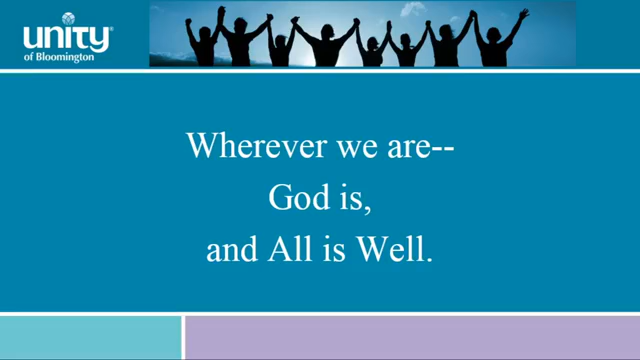 unity®
of Bloomington
Wherever we are--
God is,
and All is Well.